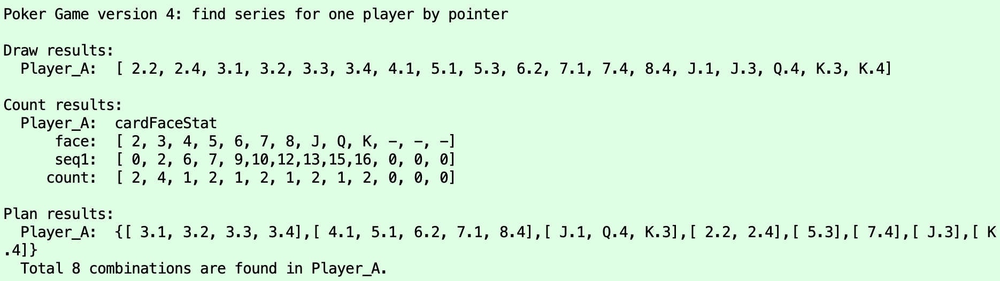 Poker Game version 4: find series for one player by pointer
Draw results:
Player_A:  [ 2.2, 2.4, 3.1, 3.2, 3.3, 3.4, 4.1, 5.1, 5.3, 6.2, 7.1, 7.4, 8.4, J.1, J.3, Q.4, K.3, K.4]
Count results:
Player_A:  cardFaceStat
face:  [ 2, 3, 4, 5, 6, 7, 8, J, Q, K, –, –, –]
seq1:  [ 0, 2, 6, 7, 9,10,12,13,15,16, 0, 0, 0]
count:  [ 2, 4, 1, 2, 1, 2, 1, 2, 1, 2, 0, 0, 0]
Plan results:
Player_A:  {[ 3.1, 3.2, 3.3, 3.4],[ 4.1, 5.1, 6.2, 7.1, 8.4],[ J.1, Q.4, K.3],[ 2.2, 2.4],[ 5.3],[ 7.4],[ J.3],[ K
.4]}
Total 8 combinations are found in Player_A.